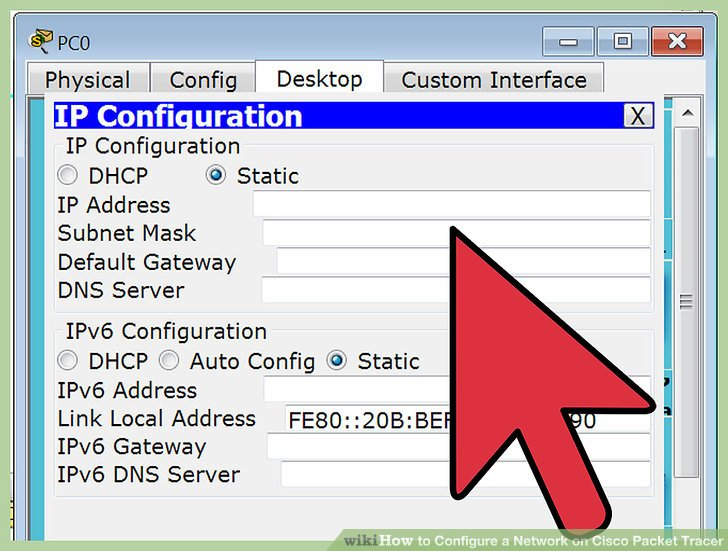 PC0
X
Physical Config Desktop Custom Interface
IP Configuration X
IP Configuration
DHCP Static
IP Address
Subnet Mask
Default Gateway
DNS Server
IPv6 Configuration
DHCP Auto Config Static
IPv6 Address
Link Local Address FE80::20B:BEF 90
IPv6 Gateway
IPv6 DNS Server
wikiHow to Configure a Network on Cisco Packet Tracer